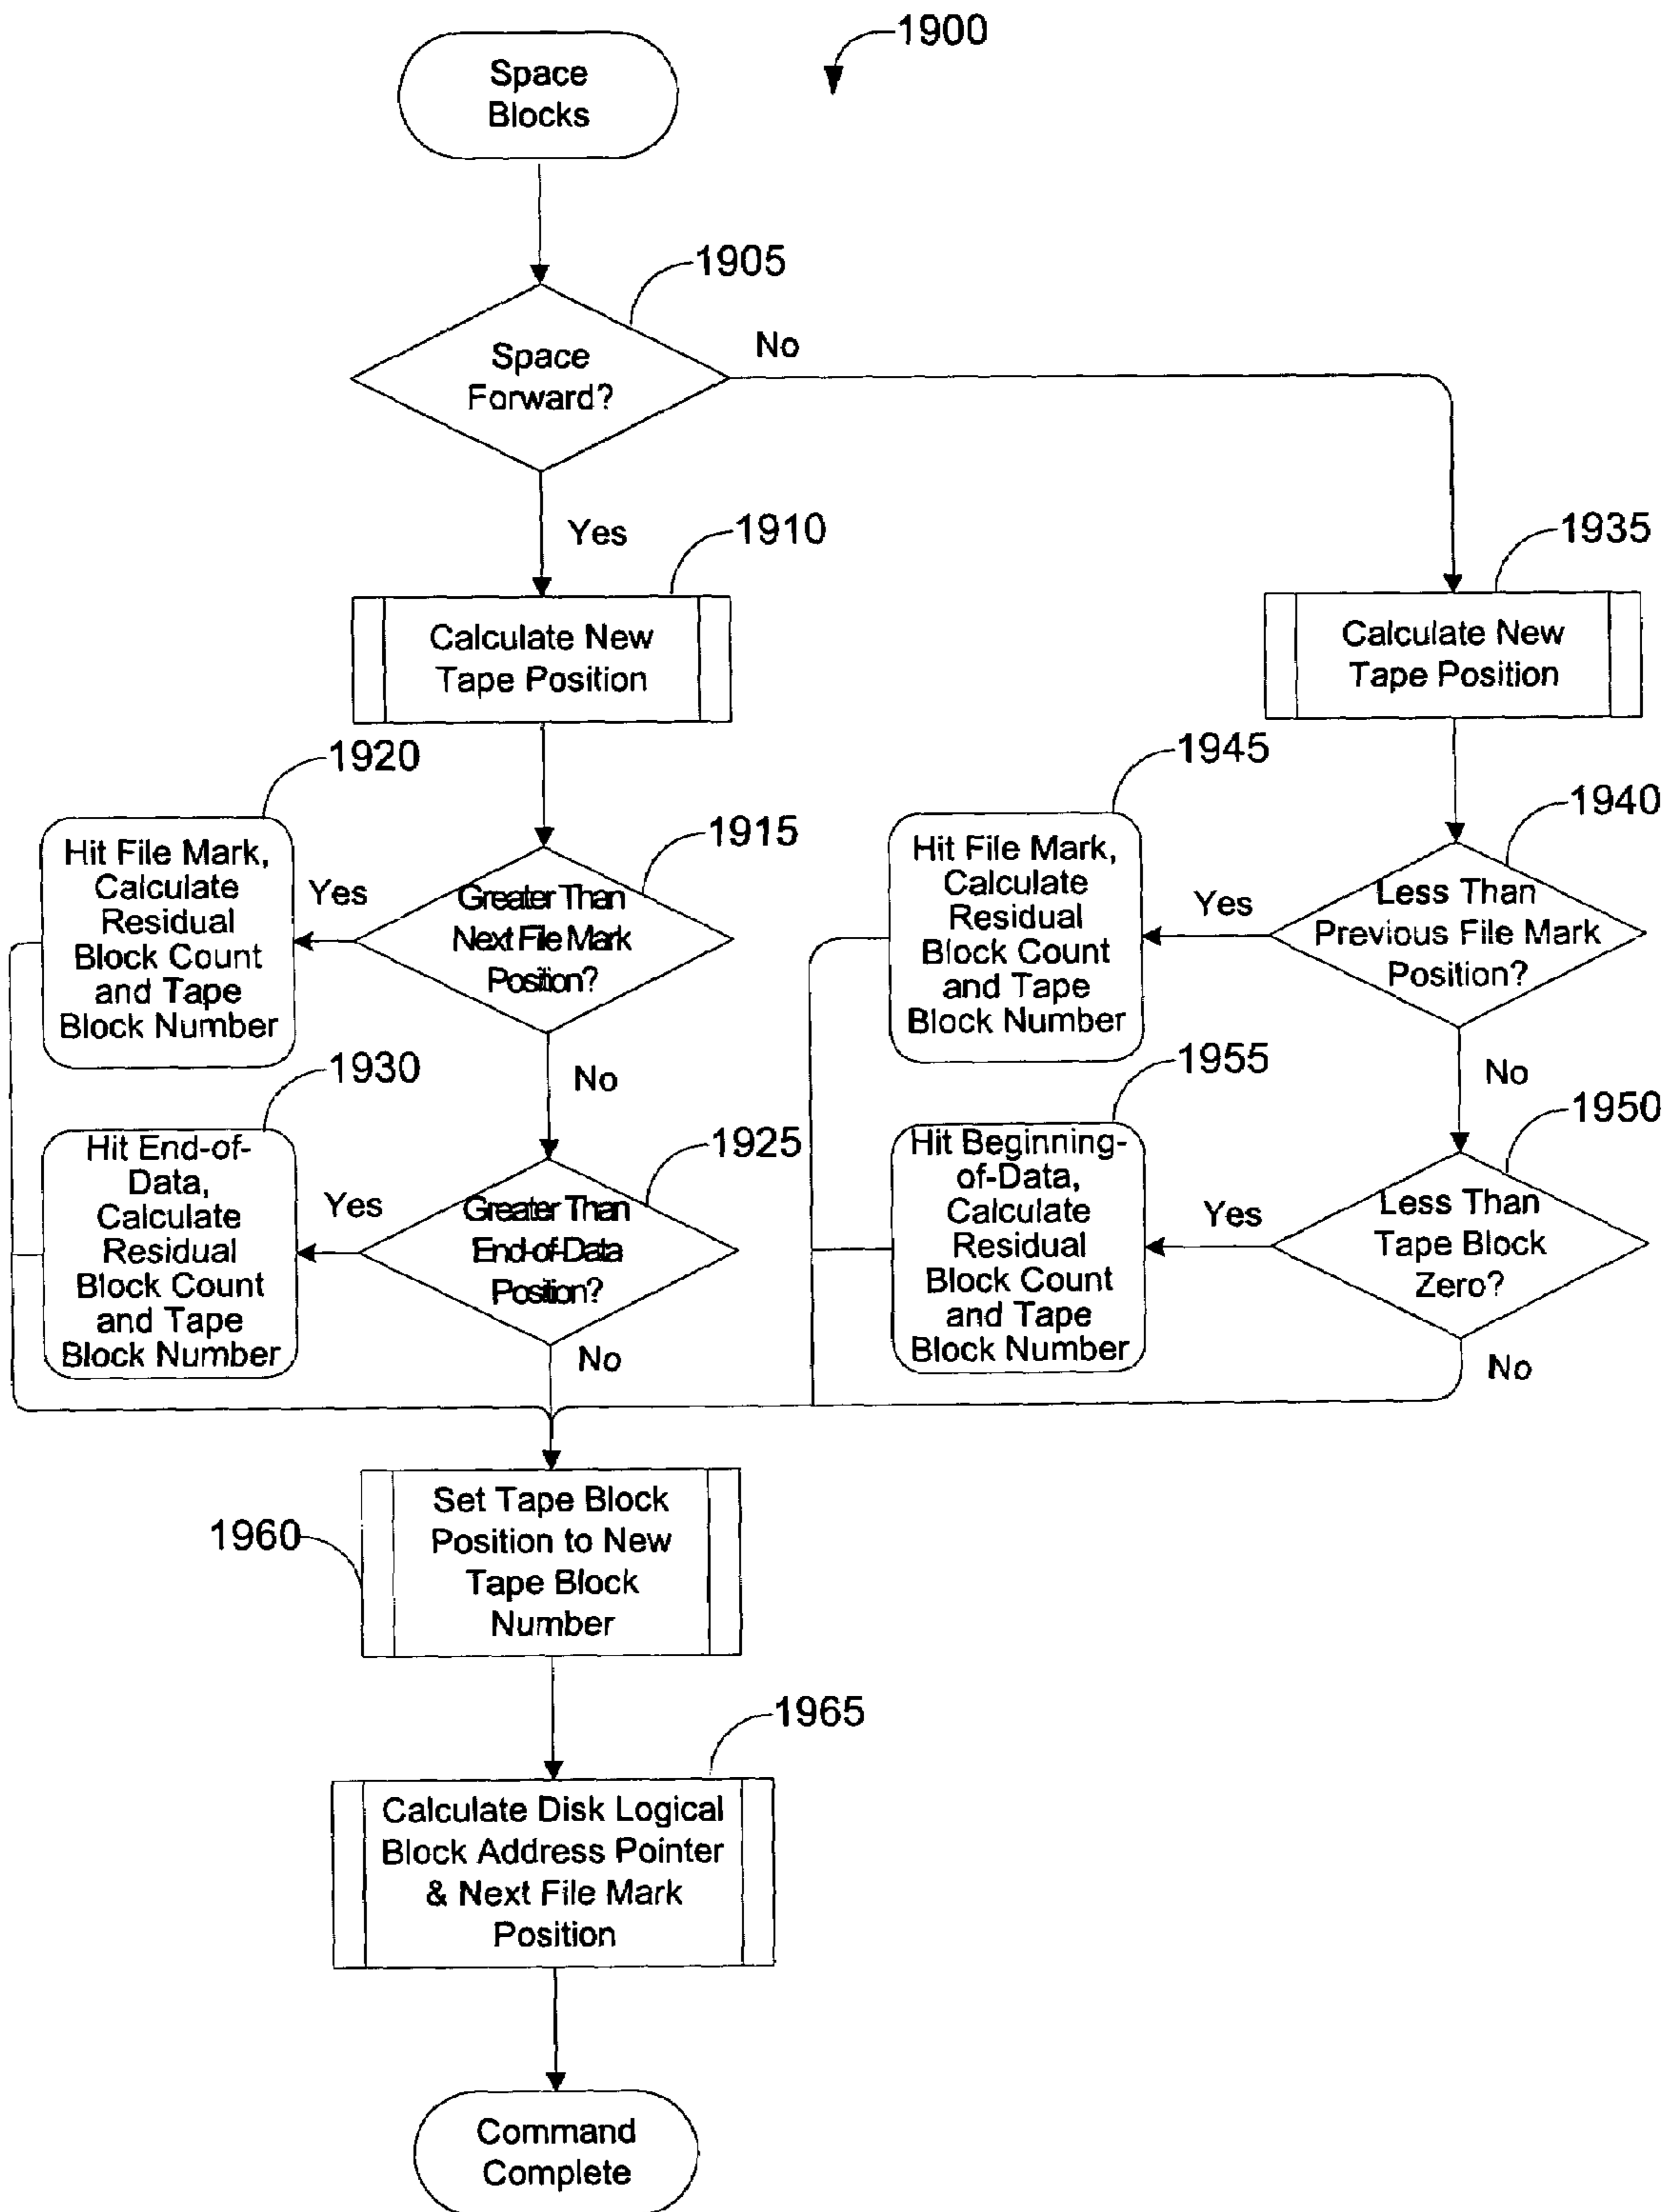 1900
Space
Blocks
1905
Space
Forward?
No
Yes
1910
Calculate New
Tape Position
1935
Calculate New
Tape Position
1920
Hit File Mark,
Calculate
Residual
Block Count
and Tape
Block Number
Yes
1915
Greater Than
Next File Mark
Position?
No
1945
Hit File Mark,
Calculate
Residual
Block Count
and Tape
Block Number
Yes
1940
Less Than
Previous File Mark
Position?
No
1930
Hit End-of-
Data,
Calculate
Residual
Block Count
and Tape
Block Number
Yes
1925
Greater Than
End-of-Data
Position?
No
1955
Hit Beginning-
of-Data,
Calculate
Residual
Block Count
and Tape
Block Number
Yes
1950
Less Than
Tape Block
Zero?
No
1960
Set Tape Block
Position to New
Tape Block
Number
1965
Calculate Disk Logical
Block Address Pointer
& Next File Mark
Position
Command
Complete